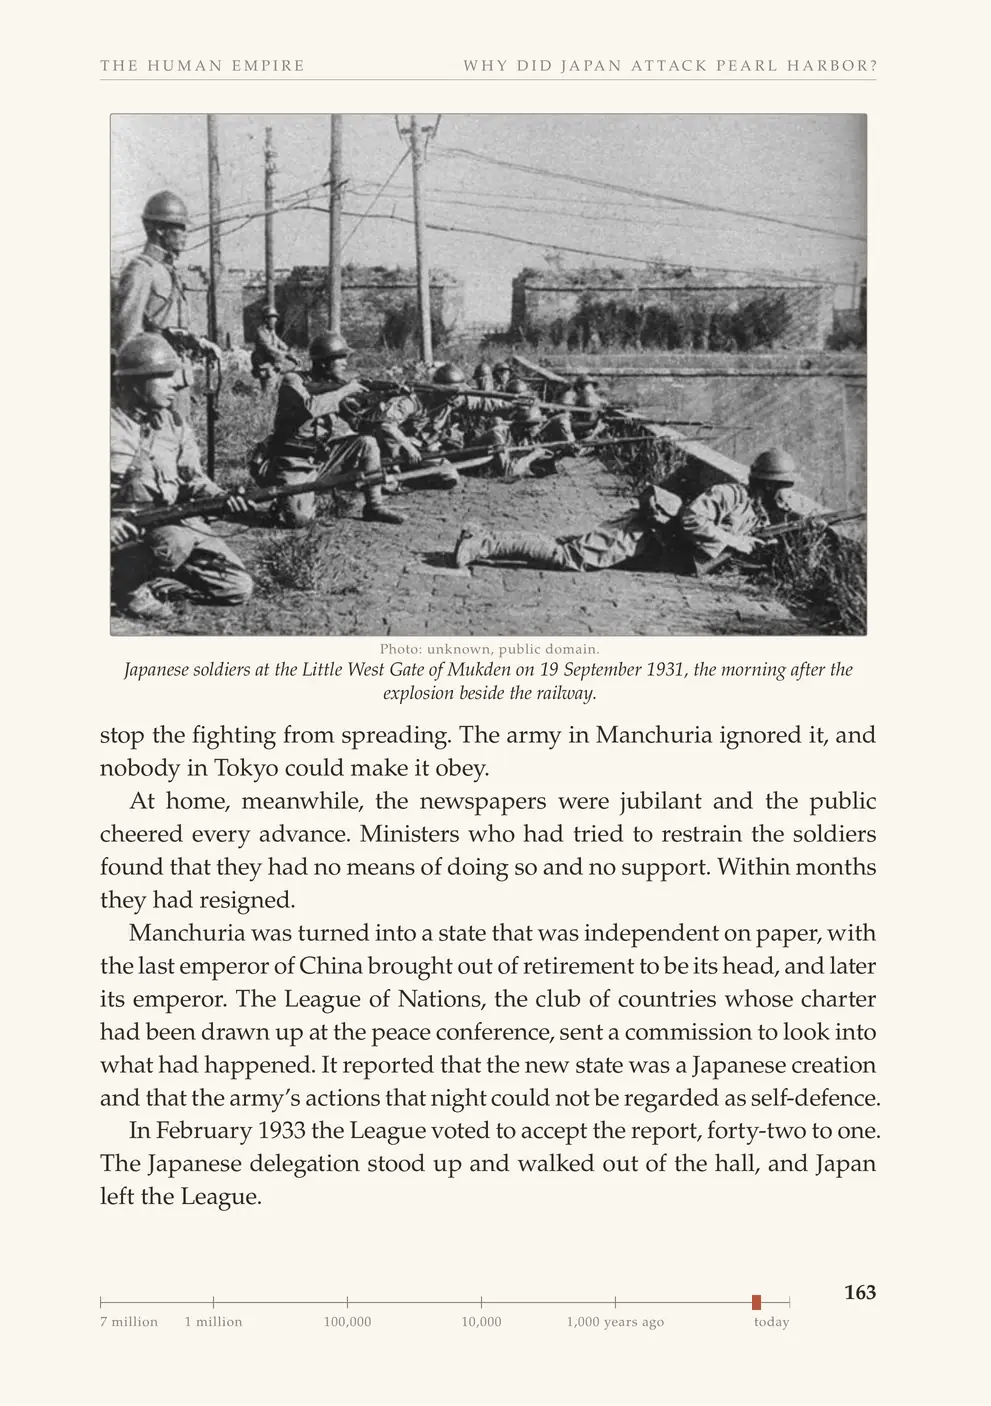 THE HUMAN EMPIRE
WHY DID JAPAN ATTACK PEARL HARBOR?
Photo: unknown, public domain.
Japanese soldiers at the Little West Gate of Mukden on 19 September 1931, the morning after the
explosion beside the railway.
stop the fighting from spreading. The army in Manchuria ignored it, and
nobody in Tokyo could make it obey.
At home, meanwhile, the newspapers were jubilant and the public
cheered every advance. Ministers who had tried to restrain the soldiers
found that they had no means of doing so and no support. Within months
they had resigned.
Manchuria was turned into a state that was independent on paper, with
the last emperor of China brought out of retirement to be its head, and later
its emperor. The League of Nations, the club of countries whose charter
had been drawn up at the peace conference, sent a commission to look into
what had happened. It reported that the new state was a Japanese creation
and that the army's actions that night could not be regarded as self-defence.
In February 1933 the League voted to accept the report, forty-two to one.
The Japanese delegation stood up and walked out of the hall, and Japan
left the League.
163
7 million 1 million 100,000 10,000 1,000 years ago today